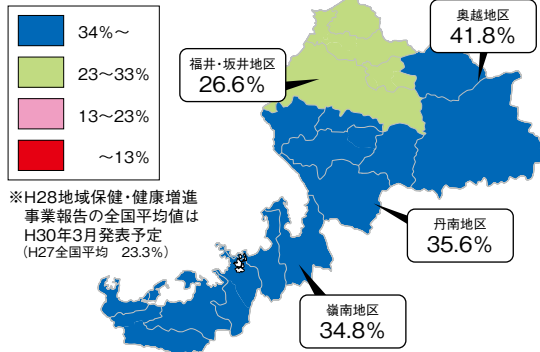 34%～
23～33%
13～23%
～13%
※H28地域保健・健康増進
事業報告の全国平均値は
H30年3月発表予定
(H27全国平均 23.3%)
奥越地区
41.8%
福井・坂井地区
26.6%
丹南地区
35.6%
嶺南地区
34.8%